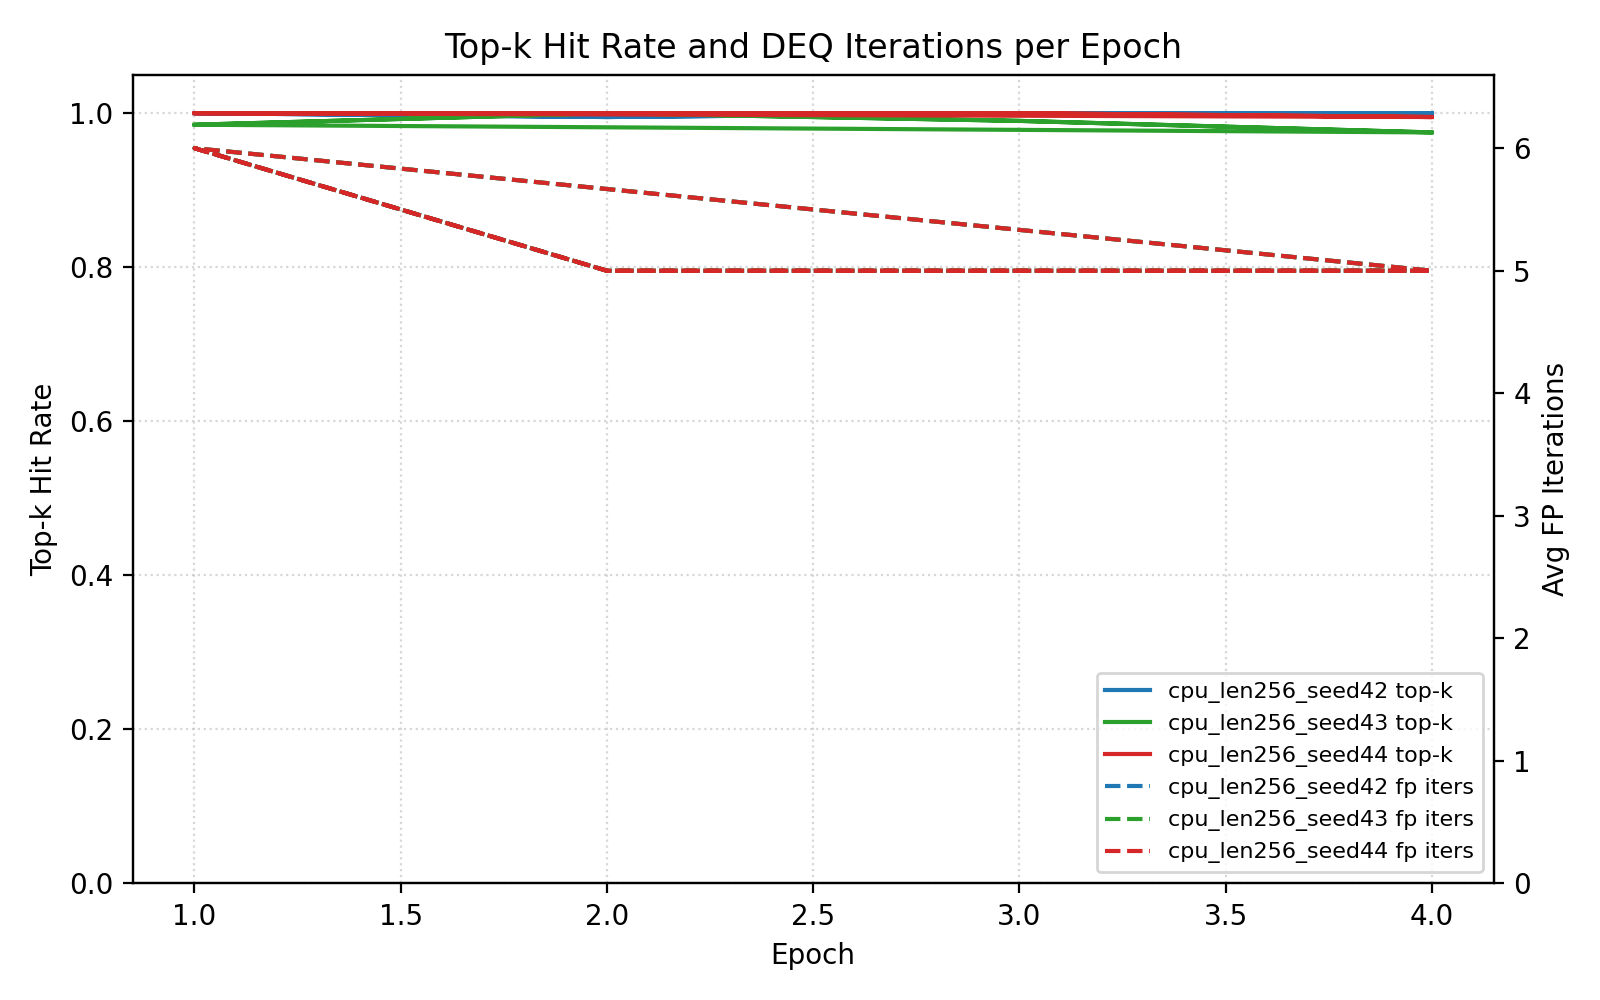 Top-k Hit Rate and DEQ Iterations per Epoch
1.0
0.8
0.6
0.4
0.2
0.0
Top-k Hit Rate
6
5
4
3
2
1
0
Avg FP Iterations
cpu_len256_seed42 top-k
cpu_len256_seed43 top-k
cpu_len256_seed44 top-k
cpu_len256_seed42 fp iters
cpu_len256_seed43 fp iters
cpu_len256_seed44 fp iters
1.0 1.5 2.0 2.5 3.0 3.5 4.0
Epoch